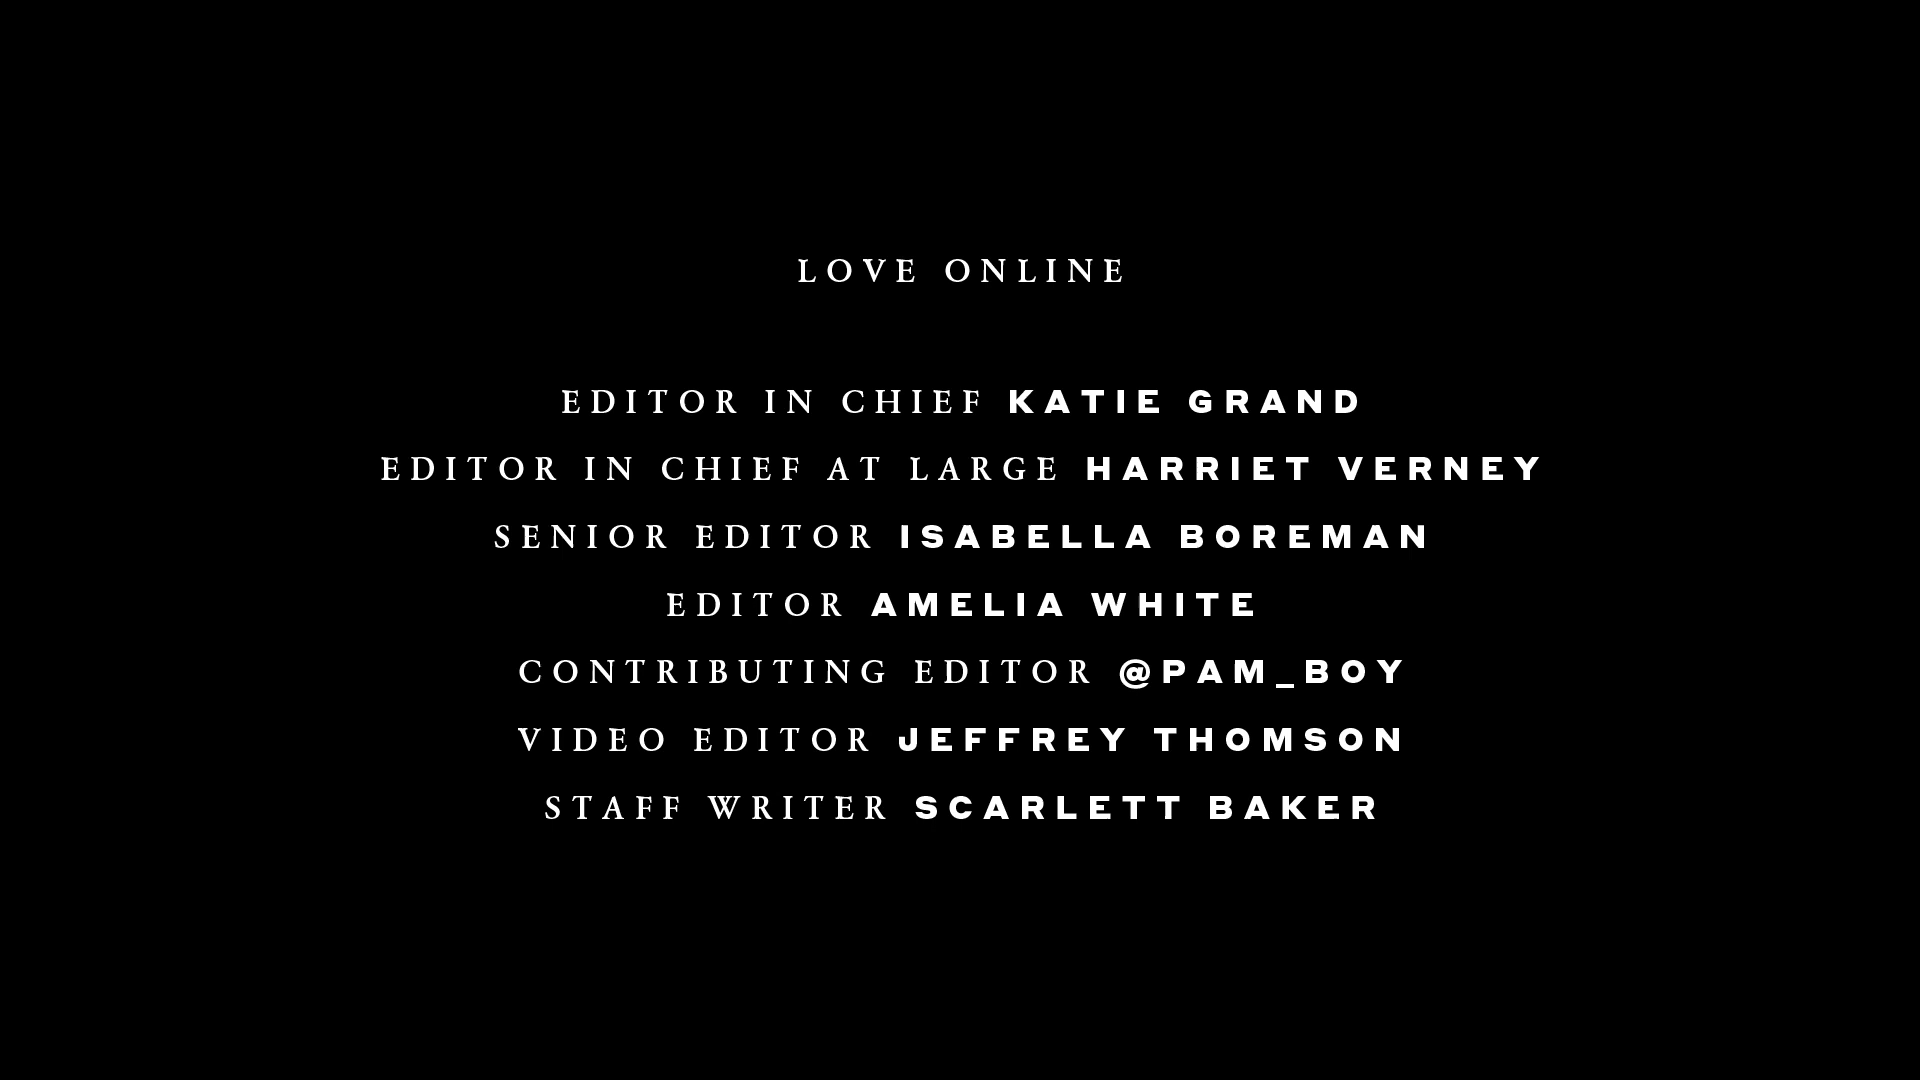 LOVE ONLINE
EDITOR IN CHIEF KATIE GRAND
EDITOR IN CHIEF AT LARGE HARRIET VERNEY
SENIOR EDITOR ISABELLA BOREMAN
EDITOR AMELIA WHITE
CONTRIBUTING EDITOR @PAM_BOY
VIDEO EDITOR JEFFREY THOMSON
STAFF WRITER SCARLETT BAKER